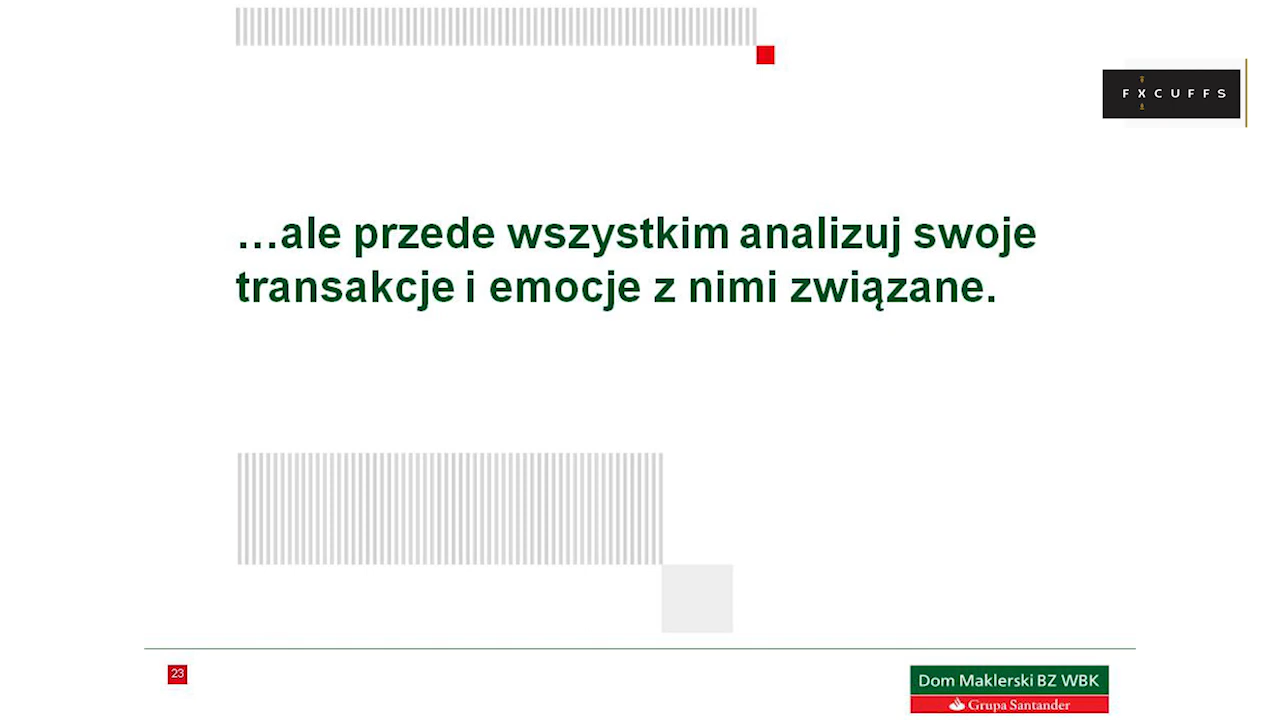 FXCUFFS
…ale przede wszystkim analizuj swoje
transakcje i emocje z nimi związane.
23
Dom Maklerski BZ WBK
Grupa Santander